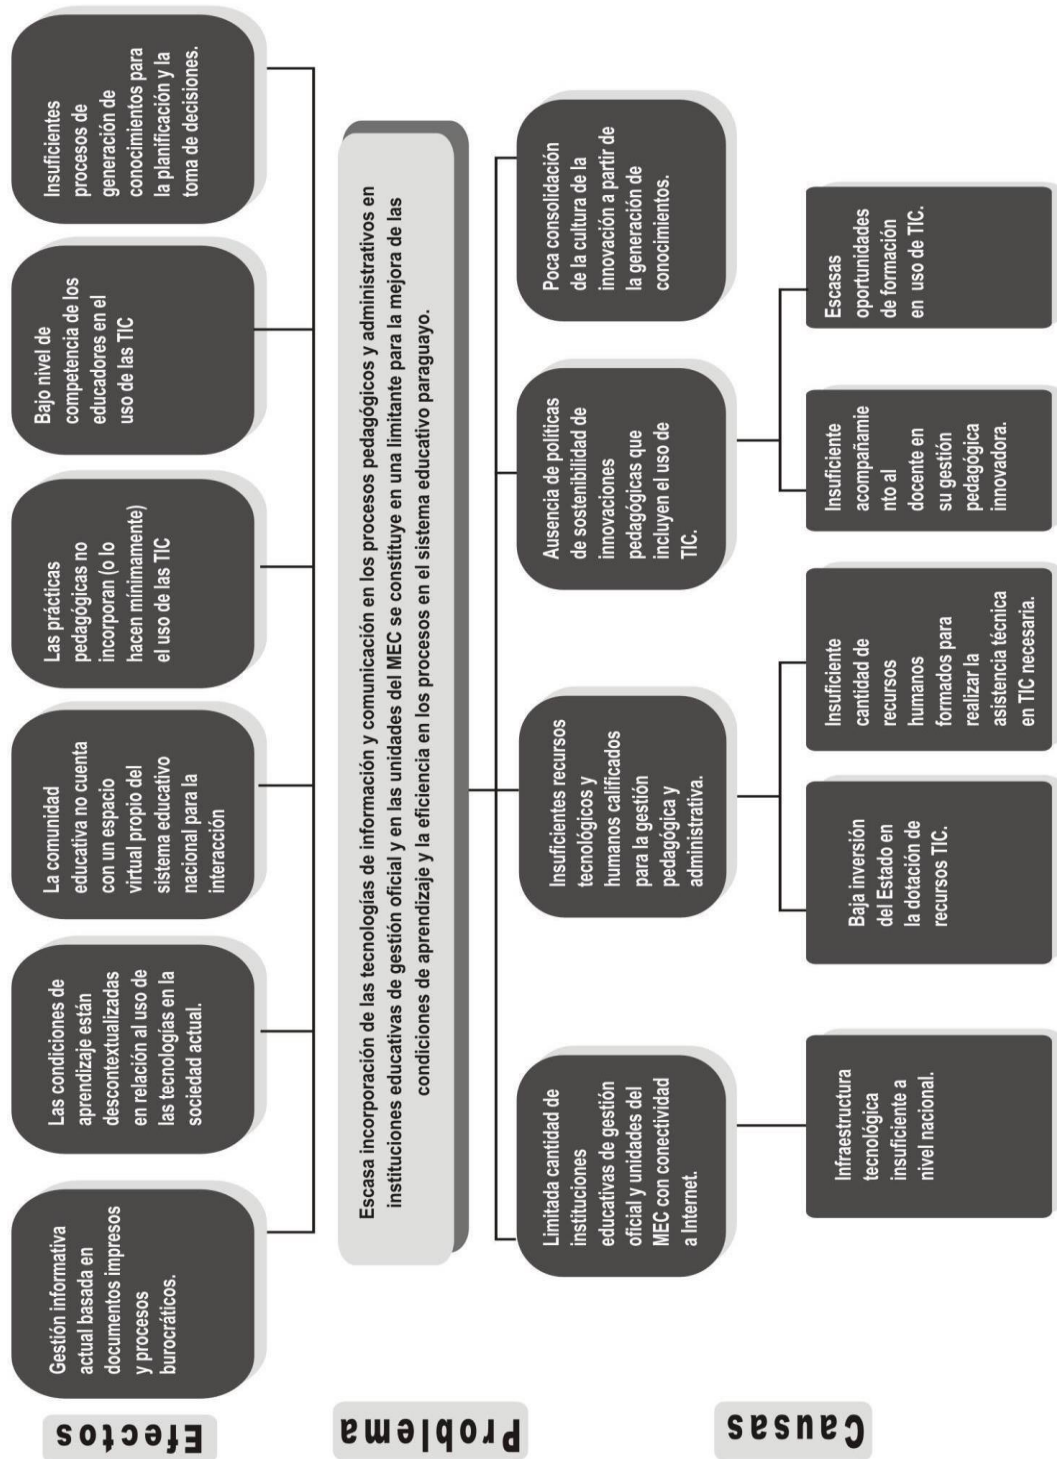 Efectos
Gestión informativa
actual basada en
documentos impresos
y procesos
burocráticos.
Las condiciones de
aprendizaje están
descontextualizadas
en relación al uso de
las tecnologías en la
sociedad actual.
La comunidad
educativa no cuenta
con un espacio
virtual propio del
sistema educativo
nacional para la
interacción
Las prácticas
pedagógicas no
incorporan (o lo
hacen mínimamente)
el uso de las TIC
Bajo nivel de
competencia de los
educadores en el
uso de las TIC
Insuficientes
procesos de
generación de
conocimientos para
la planificación y la
toma de decisiones.
Problema
Escasa incorporación de las tecnologías de información y comunicación en los procesos pedagógicos y administrativos en
instituciones educativas de gestión oficial y en las unidades del MEC se constituye en una limitante para la mejora de las
condiciones de aprendizaje y la eficiencia en los procesos en el sistema educativo paraguayo.
Causas
Limitada cantidad de
instituciones
educativas de gestión
oficial y unidades del
MEC con conectividad
a Internet.
Insuficientes recursos
tecnológicos y
humanos calificados
para la gestión
pedagógica y
administrativa.
Ausencia de políticas
de sostenibilidad de
innovaciones
pedagógicas que
incluyen el uso de
TIC.
Poca consolidación
de la cultura de la
innovación a partir de
la generación de
conocimientos.
Infraestructura
tecnológica
insuficiente a
nivel nacional.
Baja inversión
del Estado en
la dotación de
recursos TIC.
Insuficiente
cantidad de
recursos
humanos
formados para
realizar la
asistencia técnica
en TIC necesaria.
Insuficiente
acompañamie
nto al
docente en
su gestión
pedagógica
innovadora.
Escasas
oportunidades
de formación
en uso de TIC.